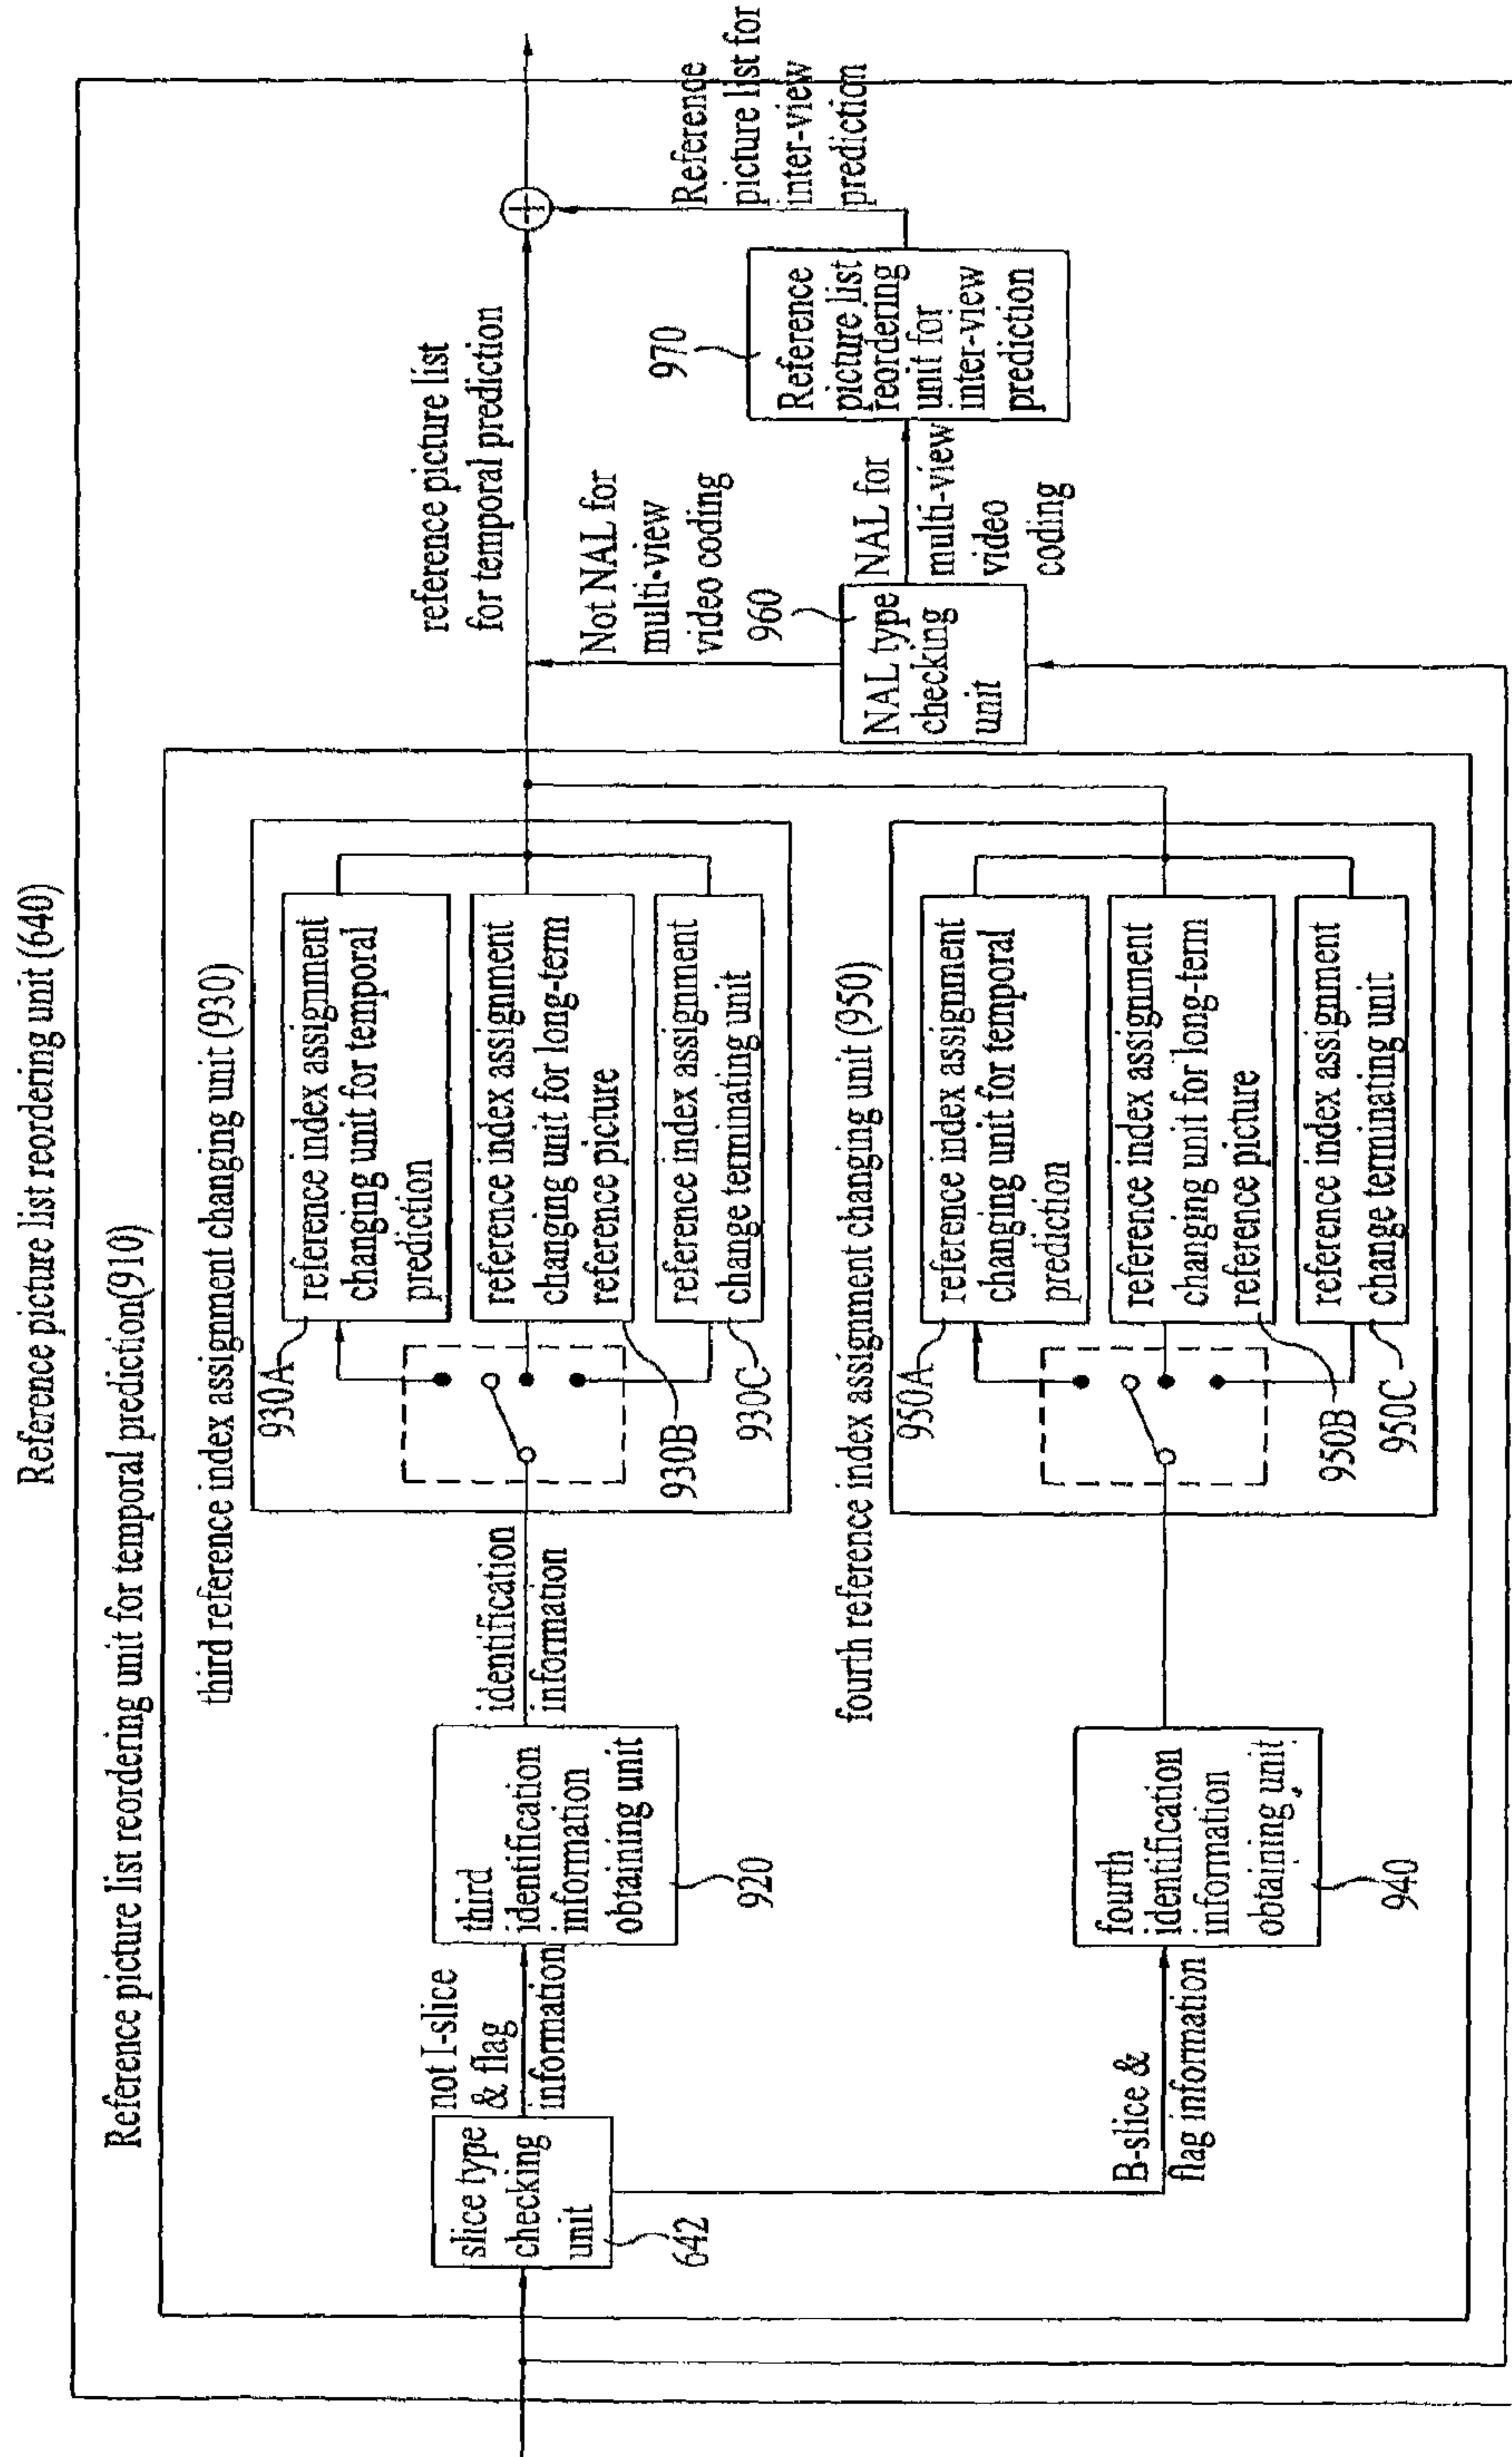 Reference picture list reordering unit (640)
Reference picture list reordering unit for temporal prediction(910)
third reference index assignment changing unit (930)
slice type
checking
unit
642
not I-slice
& flag
information
third
identification
information
obtaining unit
920
identification
information
930A
reference index assignment
changing unit for temporal
prediction
930B
reference index assignment
changing unit for long-term
reference picture
930C
reference index assignment
change terminating unit
reference picture list
for temporal prediction
Not NAL for
multi-view
video coding
960
NAL type
checking
unit
NAL for
multi-view
video
coding
970
Reference
picture list
reordering
unit for
inter-view
prediction
Reference
picture list for
inter-view
prediction
B-slice &
flag information
fourth
identification
information
obtaining unit
940
fourth reference index assignment changing unit (950)
950A
reference index assignment
changing unit for temporal
prediction
950B
reference index assignment
changing unit for long-term
reference picture
950C
reference index assignment
change terminating unit